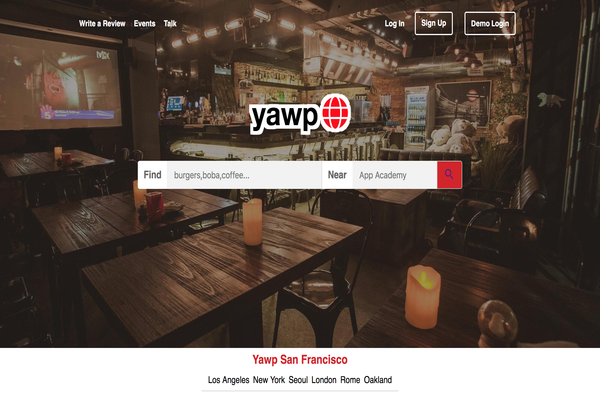 Write a Review Events Talk Log In Sign Up Demo Login
yawp
Find burgers,boba,coffee... Near App Academy
Yawp San Francisco
Los Angeles New York Seoul London Rome Oakland